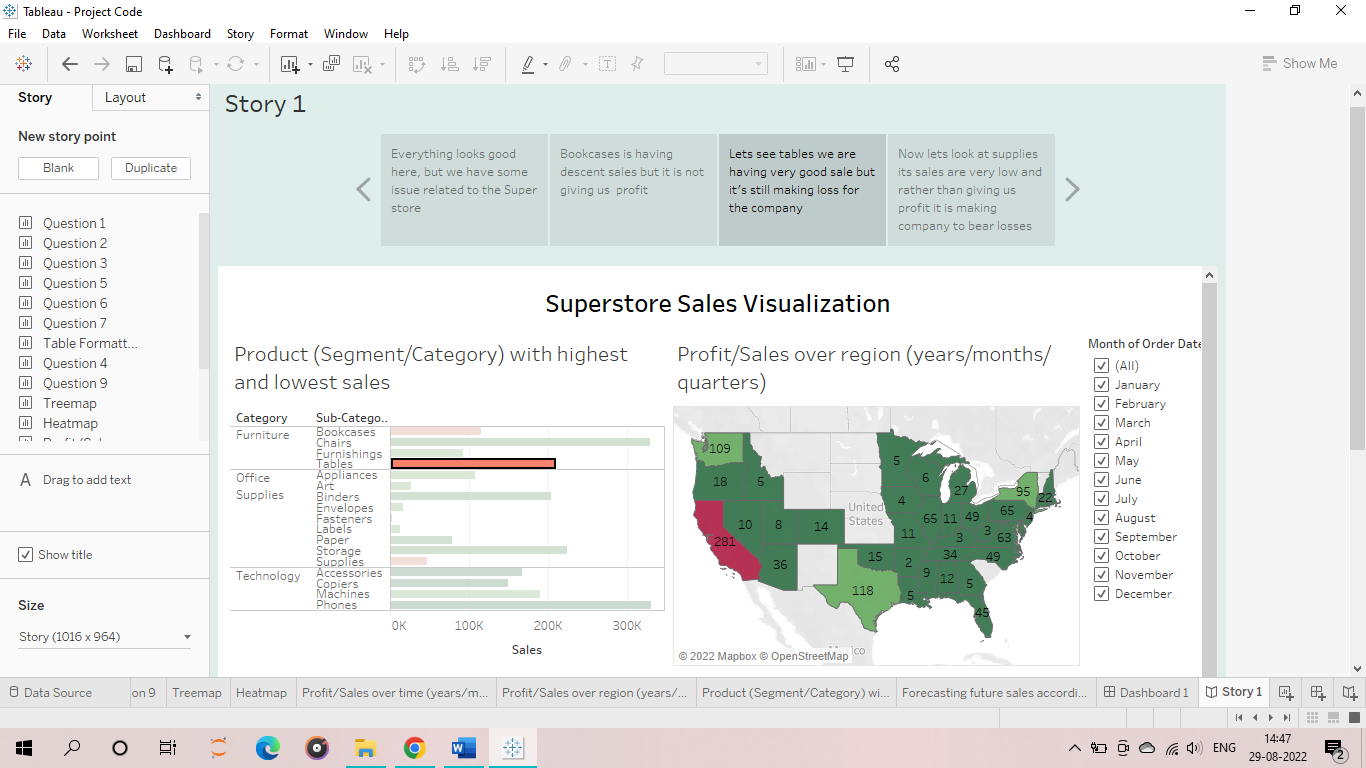 Tableau - Project Code
File Data Worksheet Dashboard Story Format Window Help
Show Me
Story Layout
New story point
Blank Duplicate
Question 1
Question 2
Question 3
Question 5
Question 6
Question 7
Table Formatt...
Question 4
Question 9
Treemap
Heatmap
A Drag to add text
Show title
Size
Story (1016 x 964)
Story 1
Everything looks good
here, but we have some
issue related to the Super
store
Bookcases is having
descent sales but it is not
giving us profit
Lets see tables we are
having very good sale but
it's still making loss for
the company
Now lets look at supplies
its sales are very low and
rather than giving us
profit it is making
company to bear losses
Superstore Sales Visualization
Product (Segment/Category) with highest
and lowest sales
Category Sub-Catego..
Furniture Bookcases
Chairs
Furnishings
Tables
Office Appliances
Supplies Art
Binders
Envelopes
Fasteners
Labels
Paper
Storage
Supplies
Technology Accessories
Copiers
Machines
Phones
0K 100K 200K 300K
Sales
Profit/Sales over region (years/months/
quarters)
109
18 5
281 10 8 14
36
118
United
States
5
4
11
15
2
5
6
65
27
11
49
3
34
9 12 5
45
95
22
65
4
3 63
49
© 2022 Mapbox © OpenStreetMap
Month of Order Date
(All)
January
February
March
April
May
June
July
August
September
October
November
December
Data Source on 9 Treemap Heatmap Profit/Sales over time (years/m... Profit/Sales over region (years/... Product (Segment/Category) wi... Forecasting future sales accordi... Dashboard 1 Story 1
ENG
14:47
29-08-2022
2